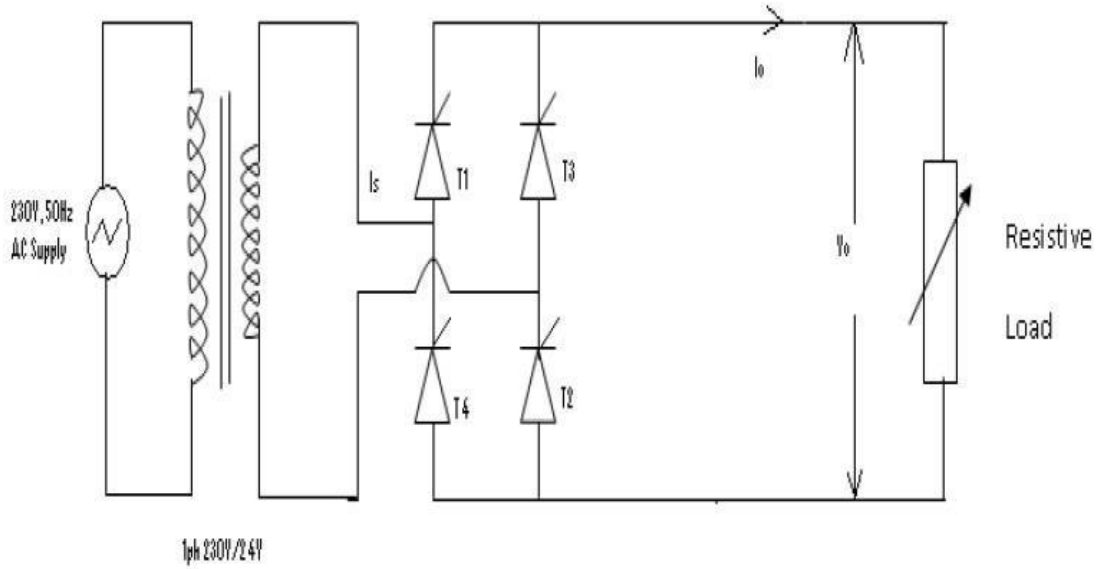 230V,50Hz
AC Supply
1ph 230V/24V
Is
T1
T3
T4
T2
Io
Vo
Resistive
Load